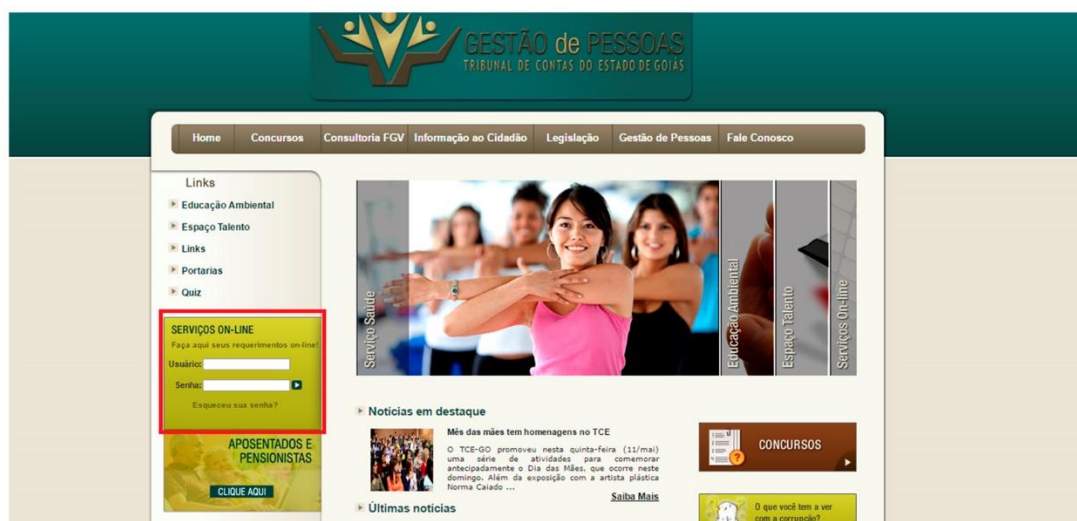 GESTÃO de PESSOAS
TRIBUNAL DE CONTAS DO ESTADO DE GOIÁS
Home Concursos Consultoria FGV Informação ao Cidadão Legislação Gestão de Pessoas Fale Conosco
Links
Educação Ambiental
Espaço Talento
Links
Portarias
Quiz
SERVIÇOS ON-LINE
Faça aqui seus requerimentos on-line!
Usuário:
Senha:
Esqueceu sua senha?
APOSENTADOS E
PENSIONISTAS
CLIQUE AQUI
Serviço Saúde
Educação Ambiental
Espaço Talento
Serviços On-line
Notícias em destaque
Mês das mães tem homenagens no TCE
O TCE-GO promoveu nesta quinta-feira (11/mai)
uma série de atividades para comemorar
antecipadamente o Dia das Mães, que ocorre neste
domingo. Além da exposição com a artista plástica
Norma Caiado ...
Saiba Mais
Últimas notícias
CONCURSOS
O que você tem a ver
com a corrupção?